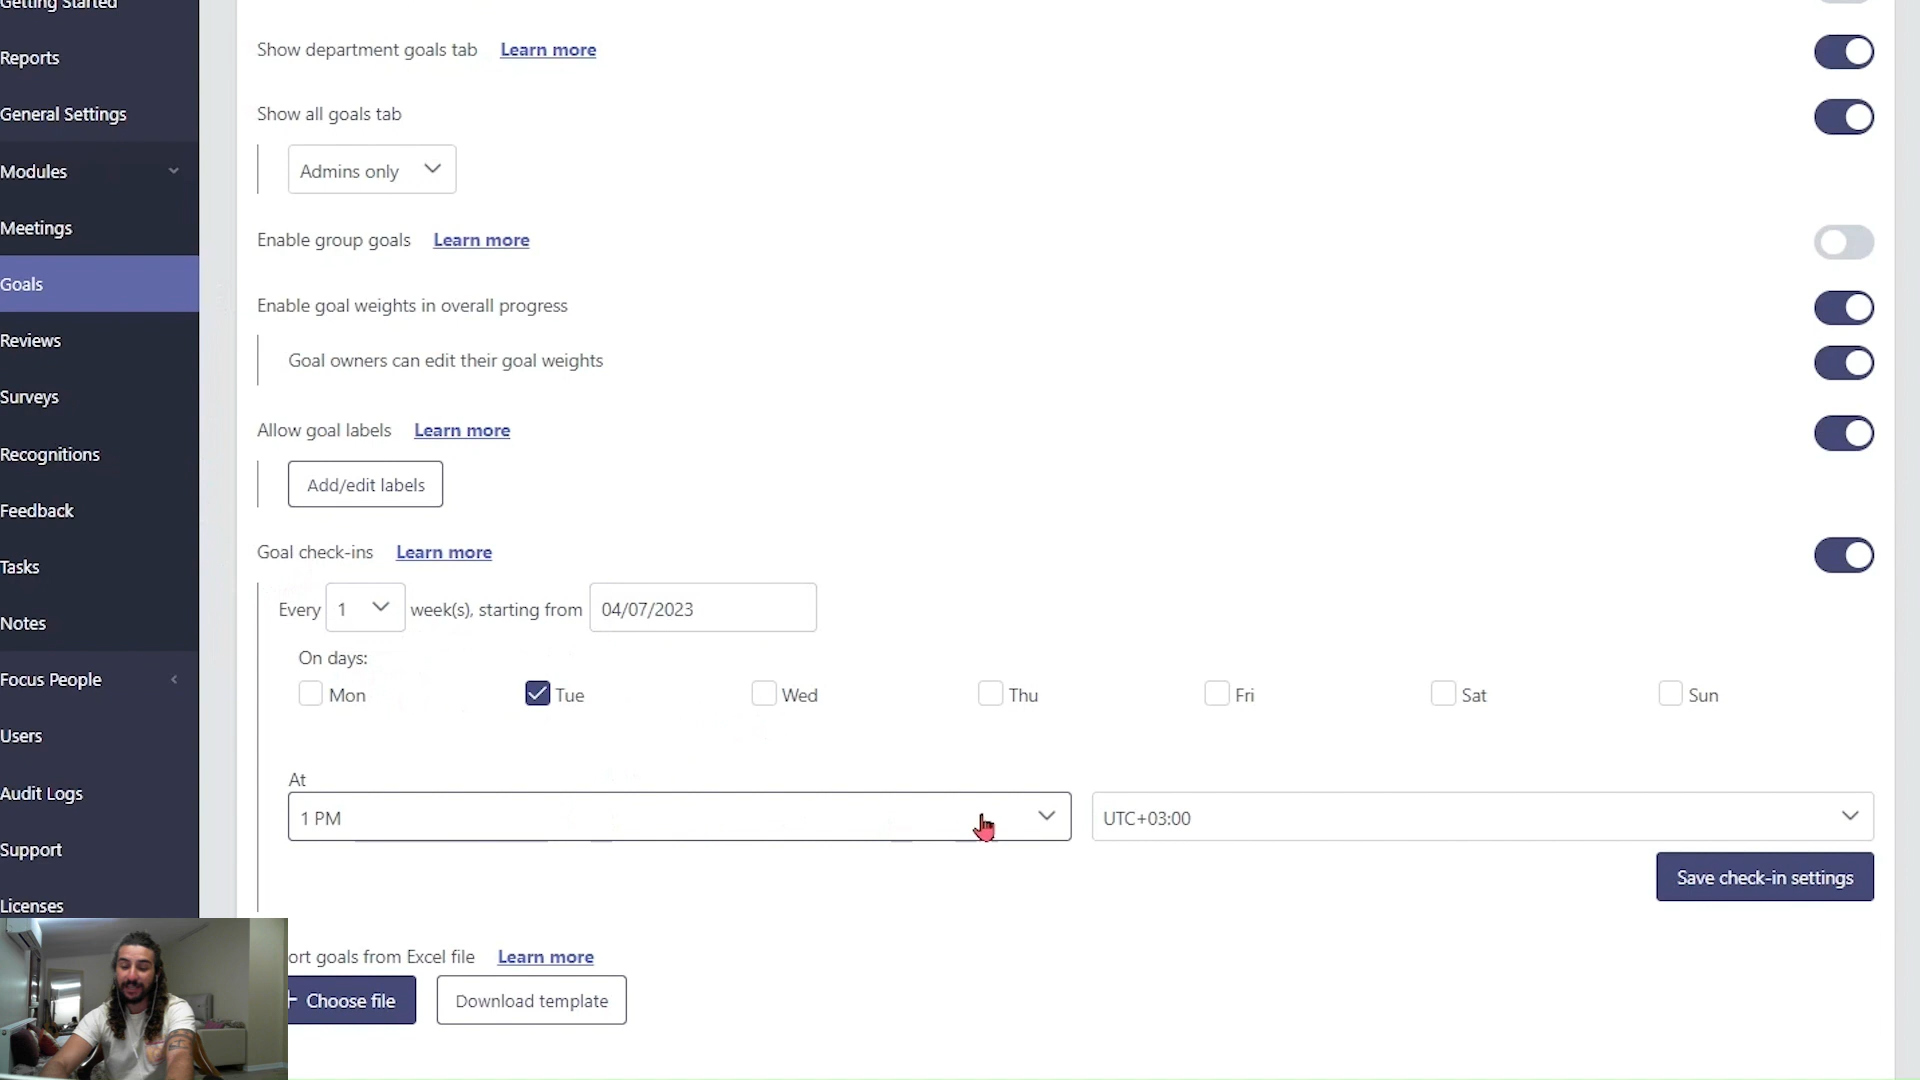 Getting Started
Reports
General Settings
Modules
Meetings
Goals
Reviews
Surveys
Recognitions
Feedback
Tasks
Notes
Focus People
Users
Audit Logs
Support
Licenses
Show department goals tab Learn more
Show all goals tab
Admins only
Enable group goals Learn more
Enable goal weights in overall progress
Goal owners can edit their goal weights
Allow goal labels Learn more
Add/edit labels
Goal check-ins Learn more
Every 1 week(s), starting from 04/07/2023
On days:
Mon Tue Wed Thu Fri Sat Sun
At
1 PM UTC+03:00
Save check-in settings
ort goals from Excel file Learn more
+ Choose file Download template